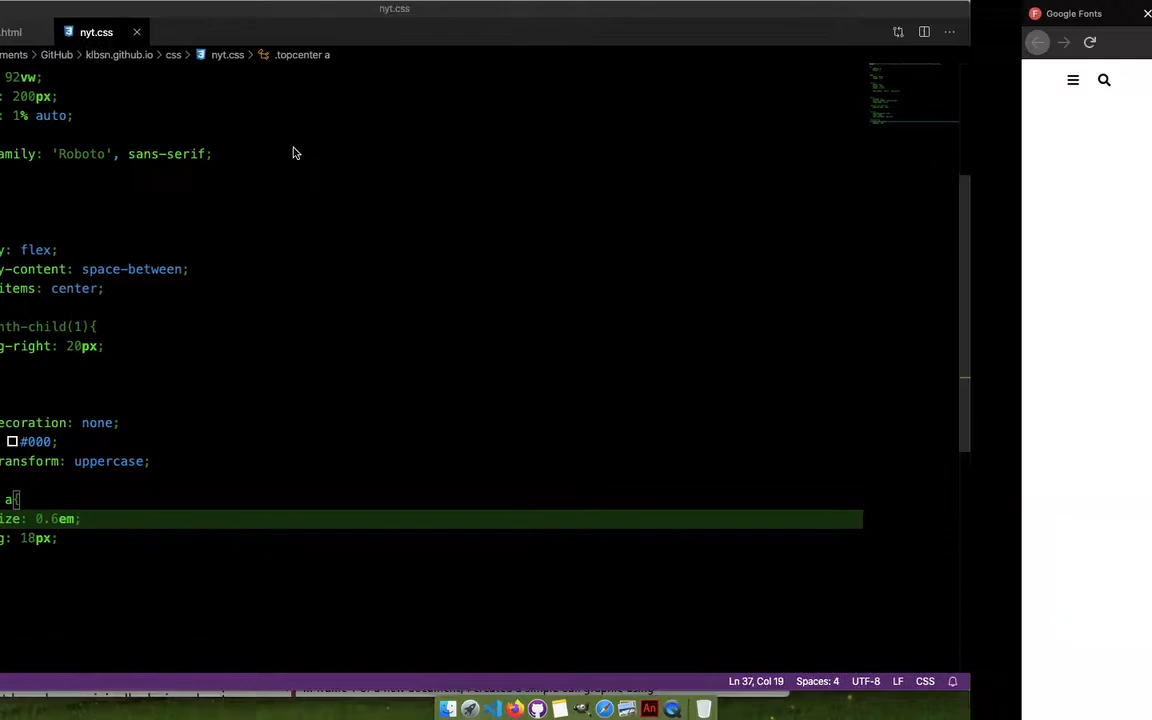 nyt.css
.html
nyt.css
ments > GitHub > klbsn.github.io > css > nyt.css > .topcenter a
92vw;
: 200px;
: 1% auto;
amily: 'Roboto', sans-serif;
y: flex;
y-content: space-between;
items: center;
nth-child(1){
g-right: 20px;
ecoration: none;
#000;
ransform: uppercase;
a{
ize: 0.6em;
g: 18px;
Ln 37, Col 19 Spaces: 4 UTF-8 LF CSS
Google Fonts
An